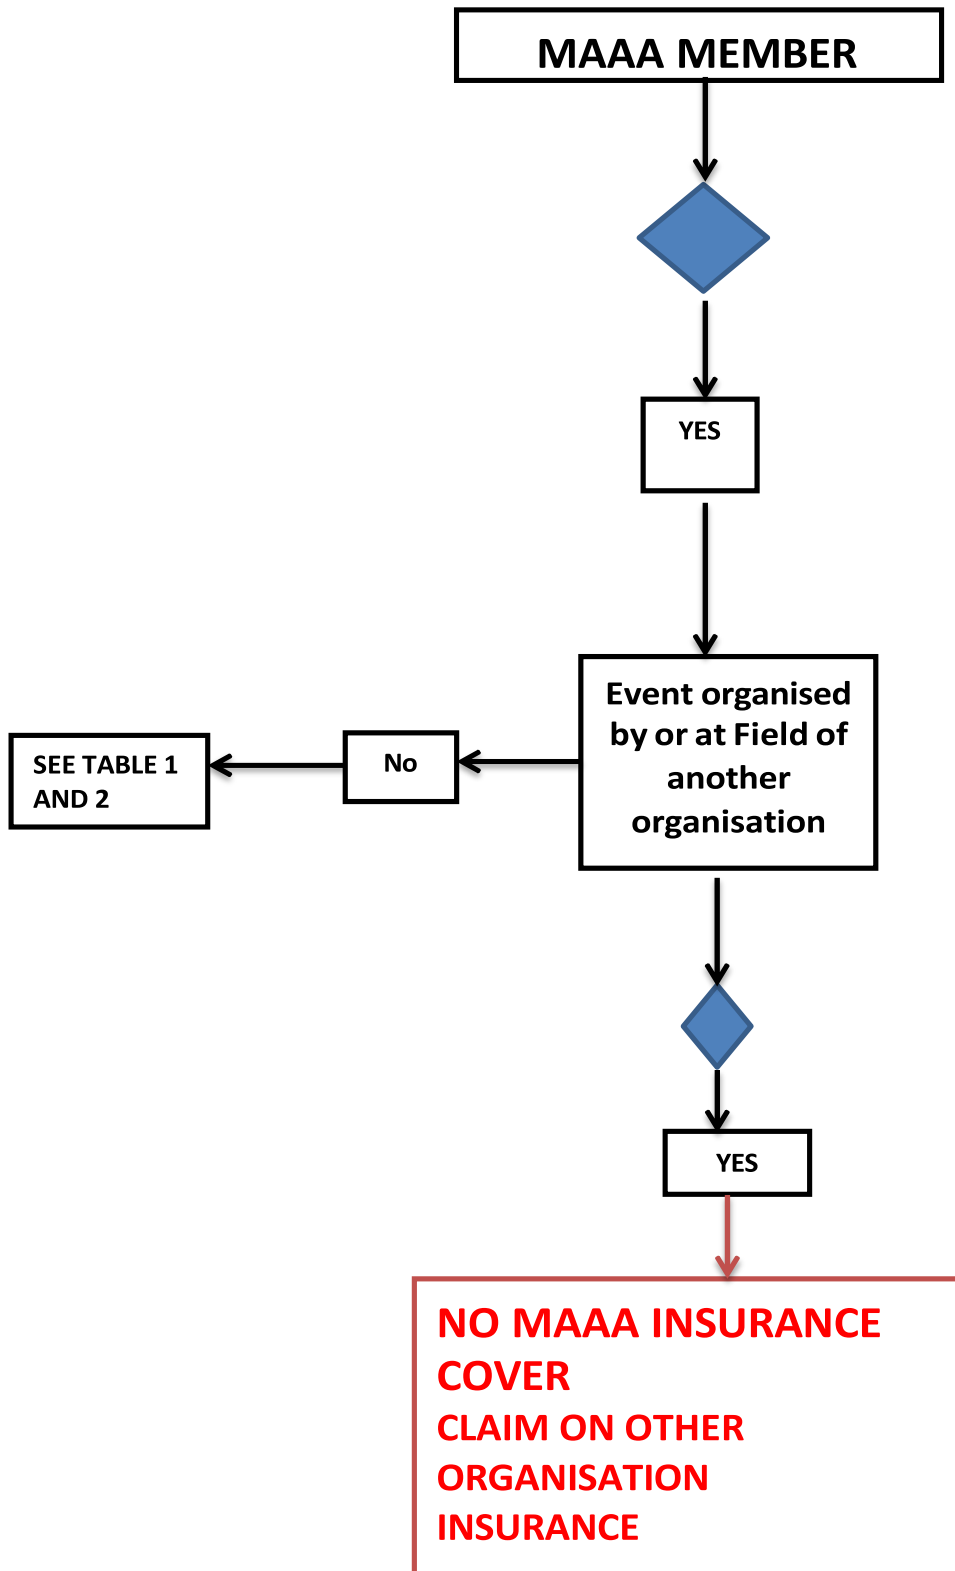 MAAA MEMBER
YES
Event organised
by or at Field of
another
organisation
No
SEE TABLE 1
AND 2
YES
NO MAAA INSURANCE
COVER
CLAIM ON OTHER
ORGANISATION
INSURANCE